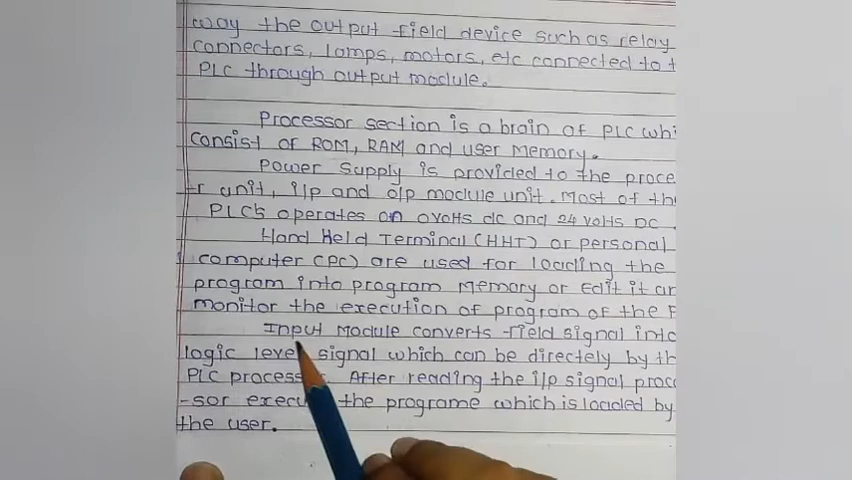 way the output field device such as relay
connectors, lamps, motors, etc connected to t
PLC through output module.
Processor section is a brain of PLC whi
consist of ROM, RAM and user Memory.
Power supply is provided to the proce
-r unit, i/p and o/p module unit. Most of th
PLC's operates on 0 volts dc and 24 volts DC.
Hand Held Terminal (HHT) or personal
computer (PC) are used for loading the
program into program Memory or Edit it ar
monitor the execution of program of the P
Input Module converts field signal into
logic level signal which can be directely by th
PLC process After reading the i/p signal proc
-sor execu the programe which is loaded by
the user.